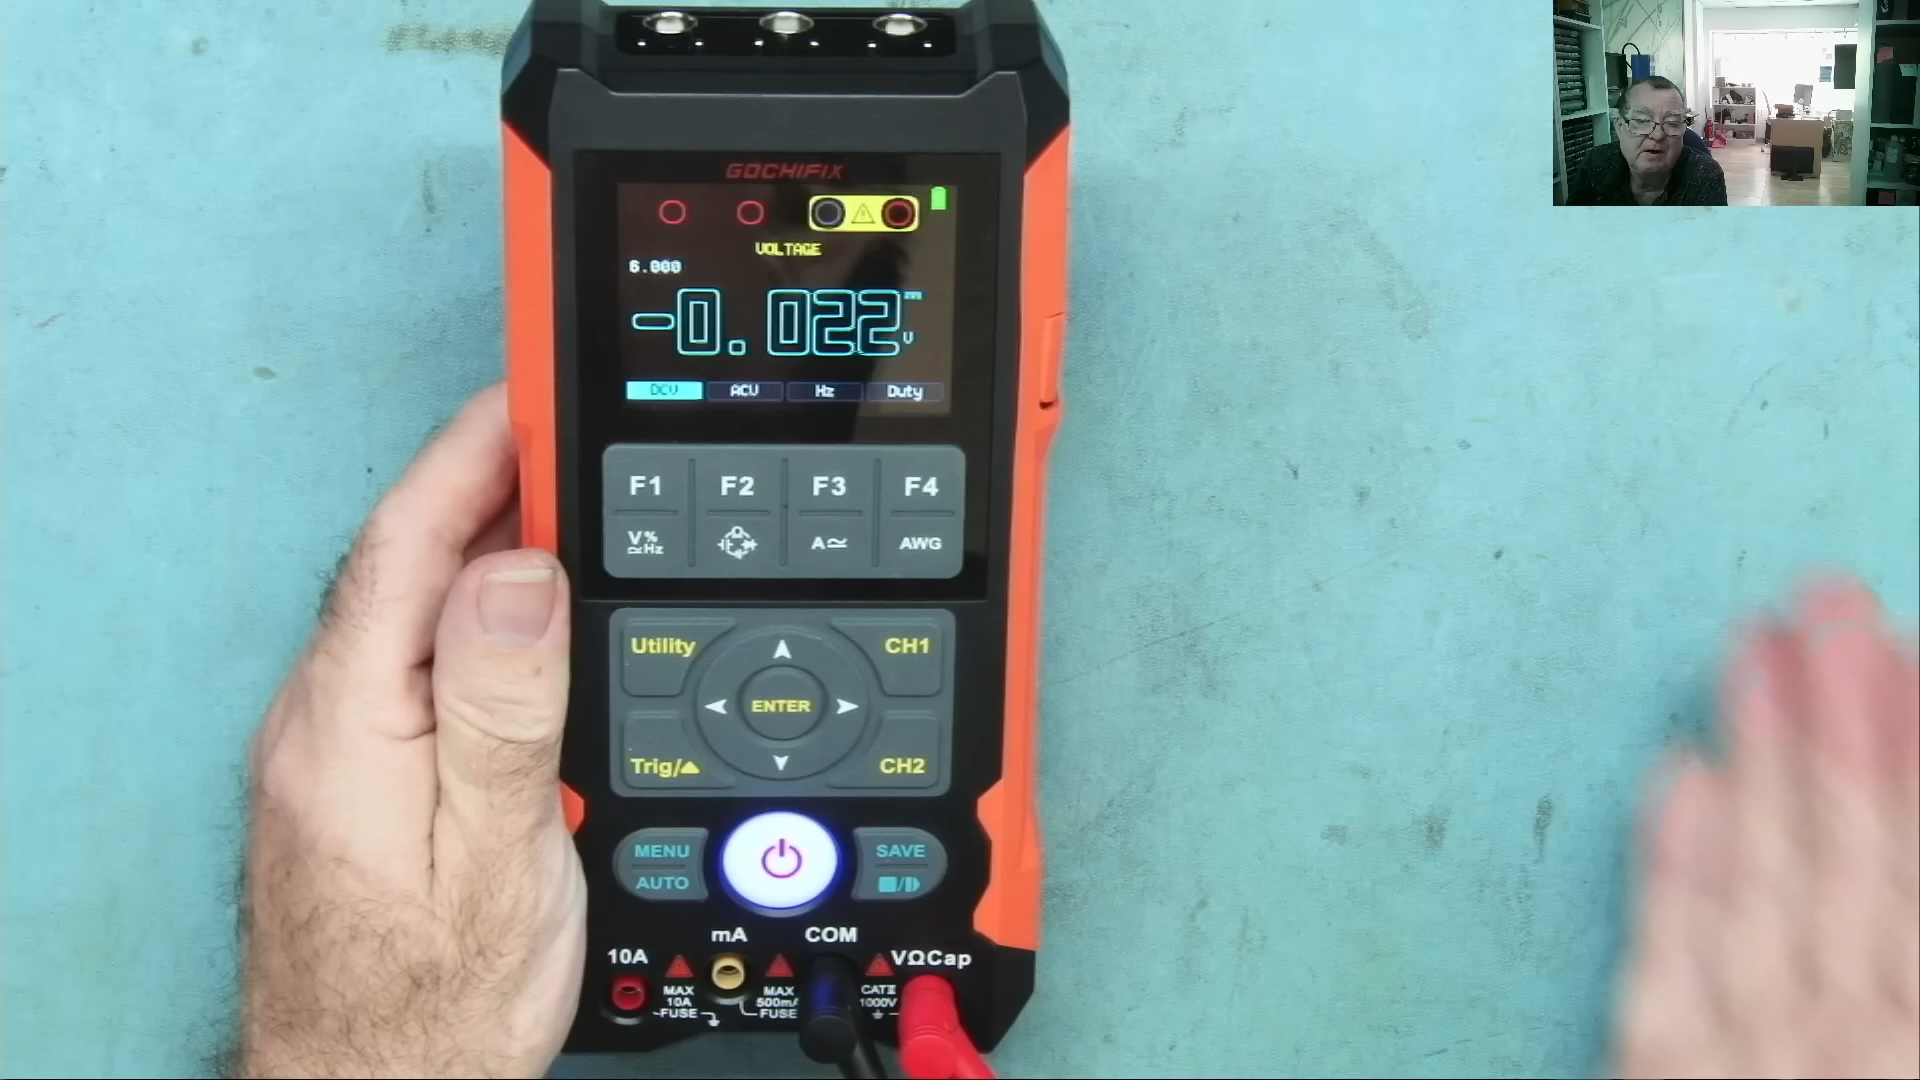 GOCHIFIX
VOLTAGE
6.000
-0.022 V
DCV ACV Hz Duty
F1 F2 F3 F4
V% Hz A AWG
Utility CH1
ENTER
Trig/ CH2
MENU SAVE
AUTO
mA COM
10A VΩCap
MAX MAX CATⅡ
10A 500mA 1000V
FUSE FUSE